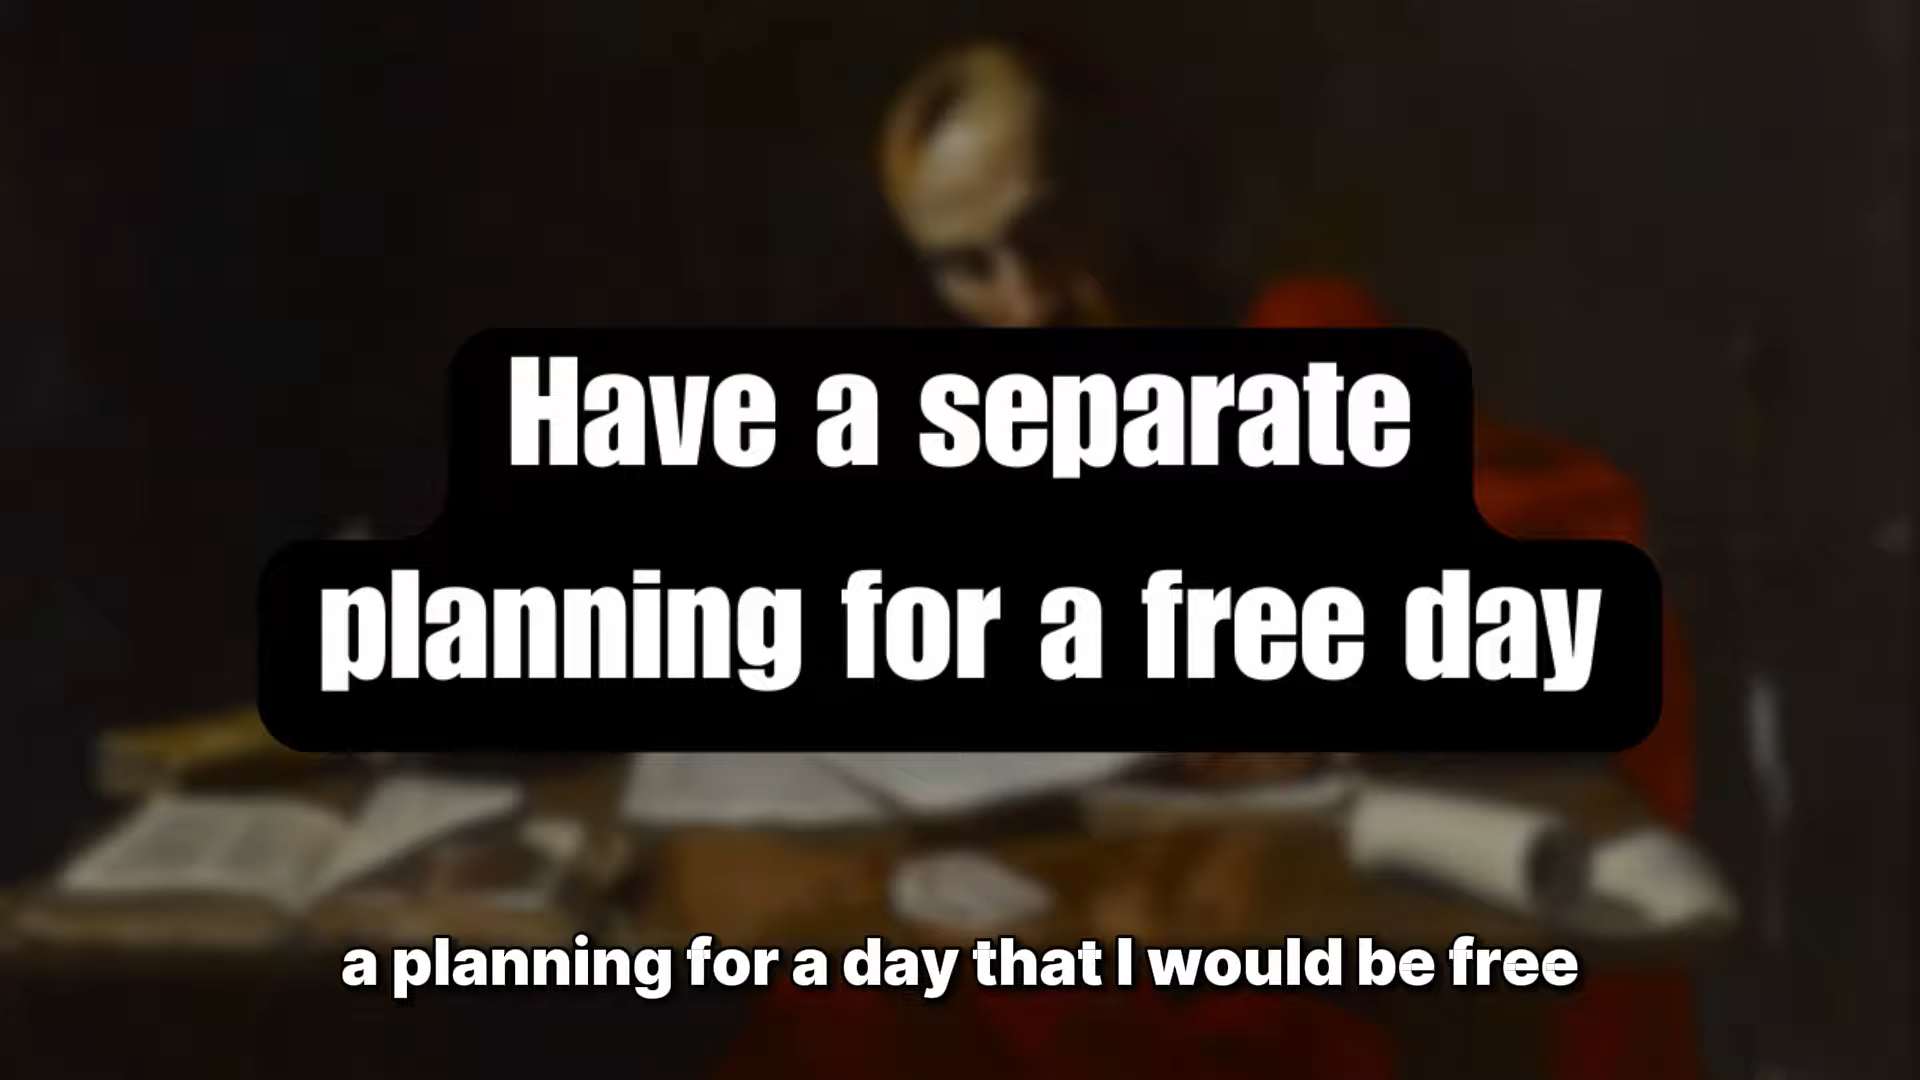 Have a separate
planning for a free day
a planning for a day that I would be free